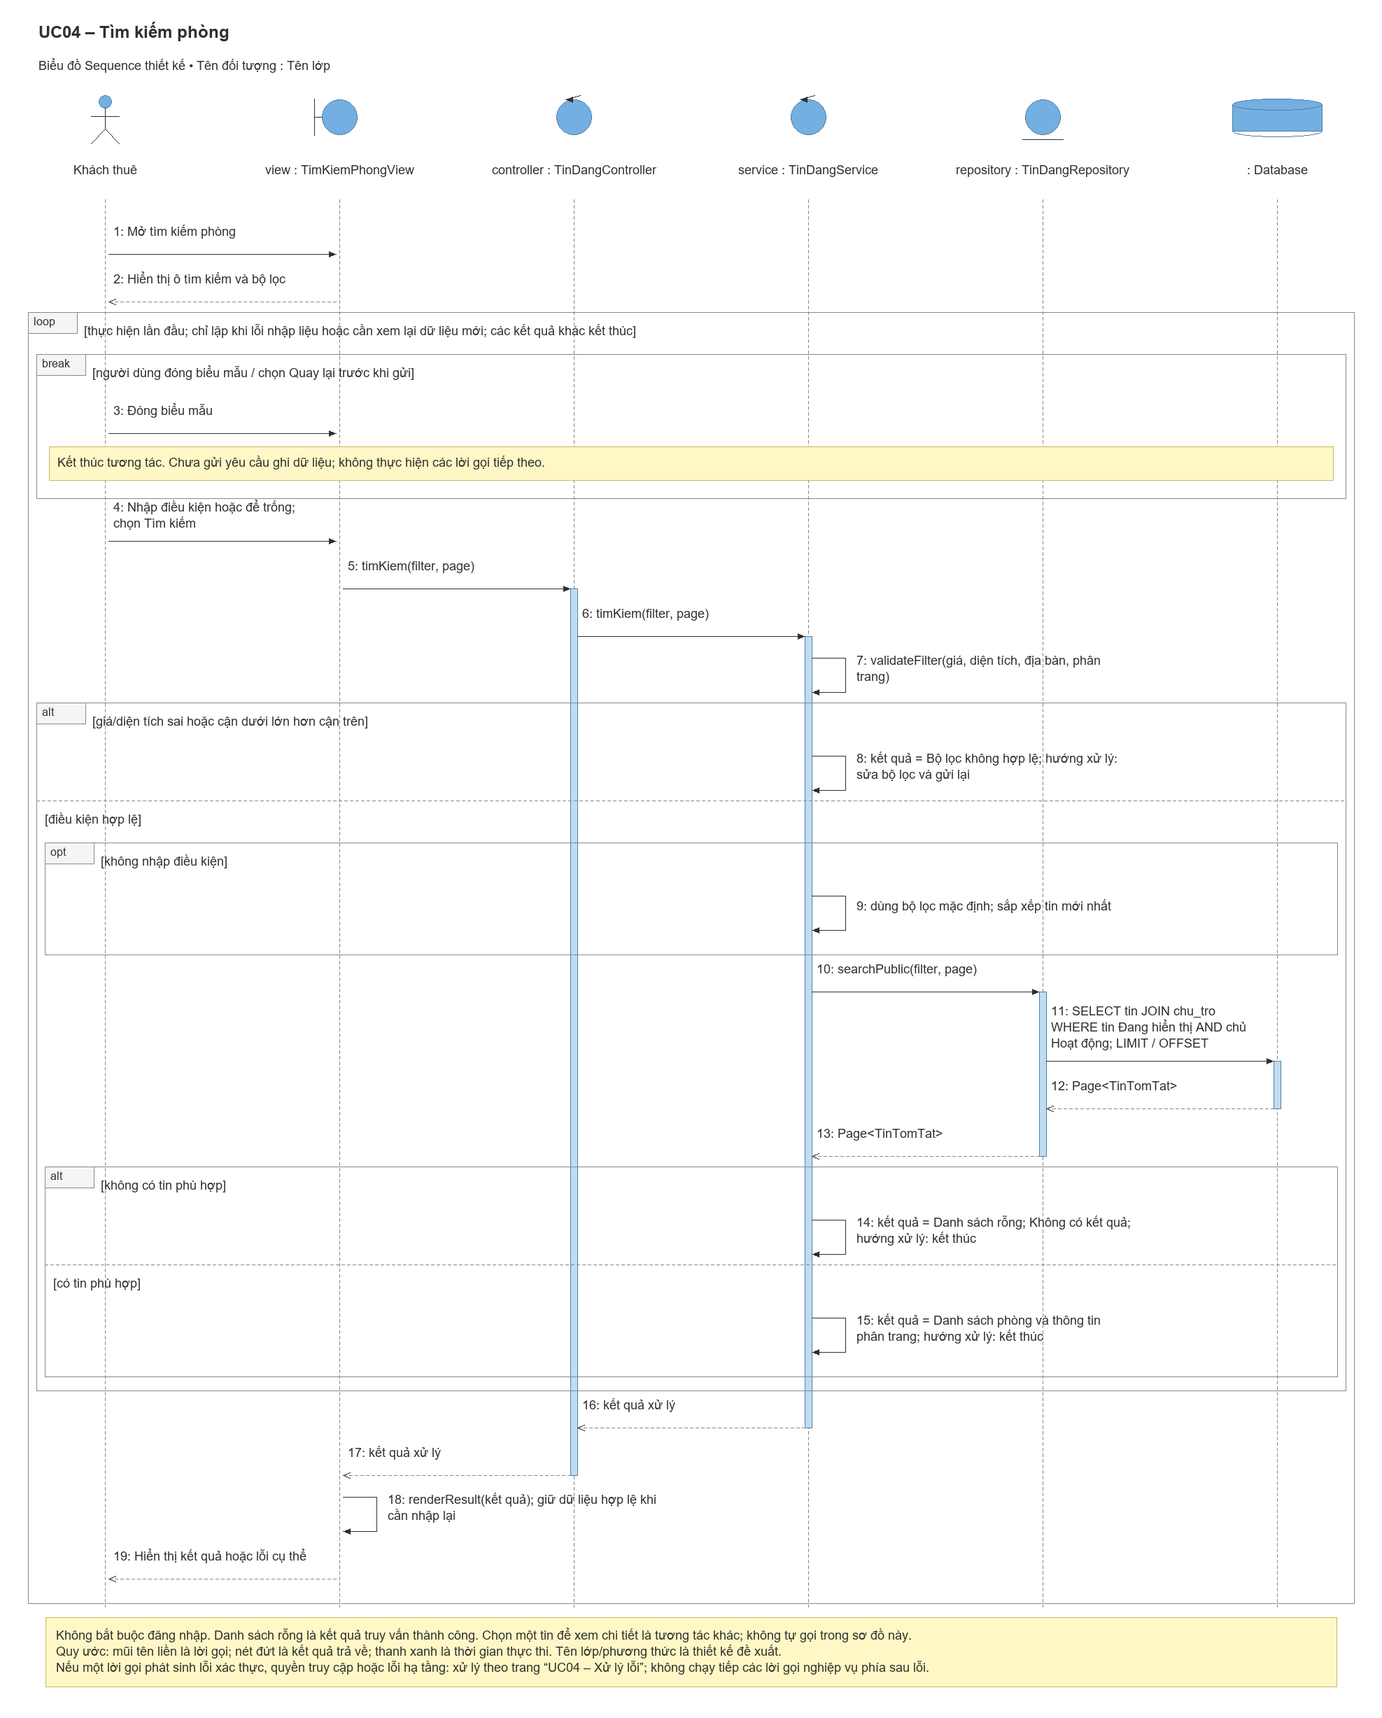 UC04 – Tìm kiếm phòng
Biểu đồ Sequence thiết kế • Tên đối tượng : Tên lớp
Khách thuê
view : TimKiemPhongView
controller : TinDangController
service : TinDangService
repository : TinDangRepository
: Database
1: Mở tìm kiếm phòng
2: Hiển thị ô tìm kiếm và bộ lọc
loop
[thực hiện lần đầu; chỉ lặp khi lỗi nhập liệu hoặc cần xem lại dữ liệu mới; các kết quả khác kết thúc]
break
[người dùng đóng biểu mẫu / chọn Quay lại trước khi gửi]
3: Đóng biểu mẫu
Kết thúc tương tác. Chưa gửi yêu cầu ghi dữ liệu; không thực hiện các lời gọi tiếp theo.
4: Nhập điều kiện hoặc để trống;
chọn Tìm kiếm
5: timKiem(filter, page)
6: timKiem(filter, page)
7: validateFilter(giá, diện tích, địa bàn, phân
trang)
alt
[giá/diện tích sai hoặc cận dưới lớn hơn cận trên]
8: kết quả = Bộ lọc không hợp lệ; hướng xử lý:
sửa bộ lọc và gửi lại
[điều kiện hợp lệ]
opt
[không nhập điều kiện]
9: dùng bộ lọc mặc định; sắp xếp tin mới nhất
10: searchPublic(filter, page)
11: SELECT tin JOIN chu_tro
WHERE tin Đang hiển thị AND chủ
Hoạt động; LIMIT / OFFSET
12: Page<TinTomTat>
13: Page<TinTomTat>
alt
[không có tin phù hợp]
14: kết quả = Danh sách rỗng; Không có kết quả;
hướng xử lý: kết thúc
[có tin phù hợp]
15: kết quả = Danh sách phòng và thông tin
phân trang; hướng xử lý: kết thúc
16: kết quả xử lý
17: kết quả xử lý
18: renderResult(kết quả); giữ dữ liệu hợp lệ khi
cần nhập lại
19: Hiển thị kết quả hoặc lỗi cụ thể
Không bắt buộc đăng nhập. Danh sách rỗng là kết quả truy vấn thành công. Chọn một tin để xem chi tiết là tương tác khác; không tự gọi trong sơ đồ này.
Quy ước: mũi tên liền là lời gọi; nét đứt là kết quả trả về; thanh xanh là thời gian thực thi. Tên lớp/phương thức là thiết kế đề xuất.
Nếu một lời gọi phát sinh lỗi xác thực, quyền truy cập hoặc lỗi hạ tầng: xử lý theo trang “UC04 – Xử lý lỗi”; không chạy tiếp các lời gọi nghiệp vụ phía sau lỗi.